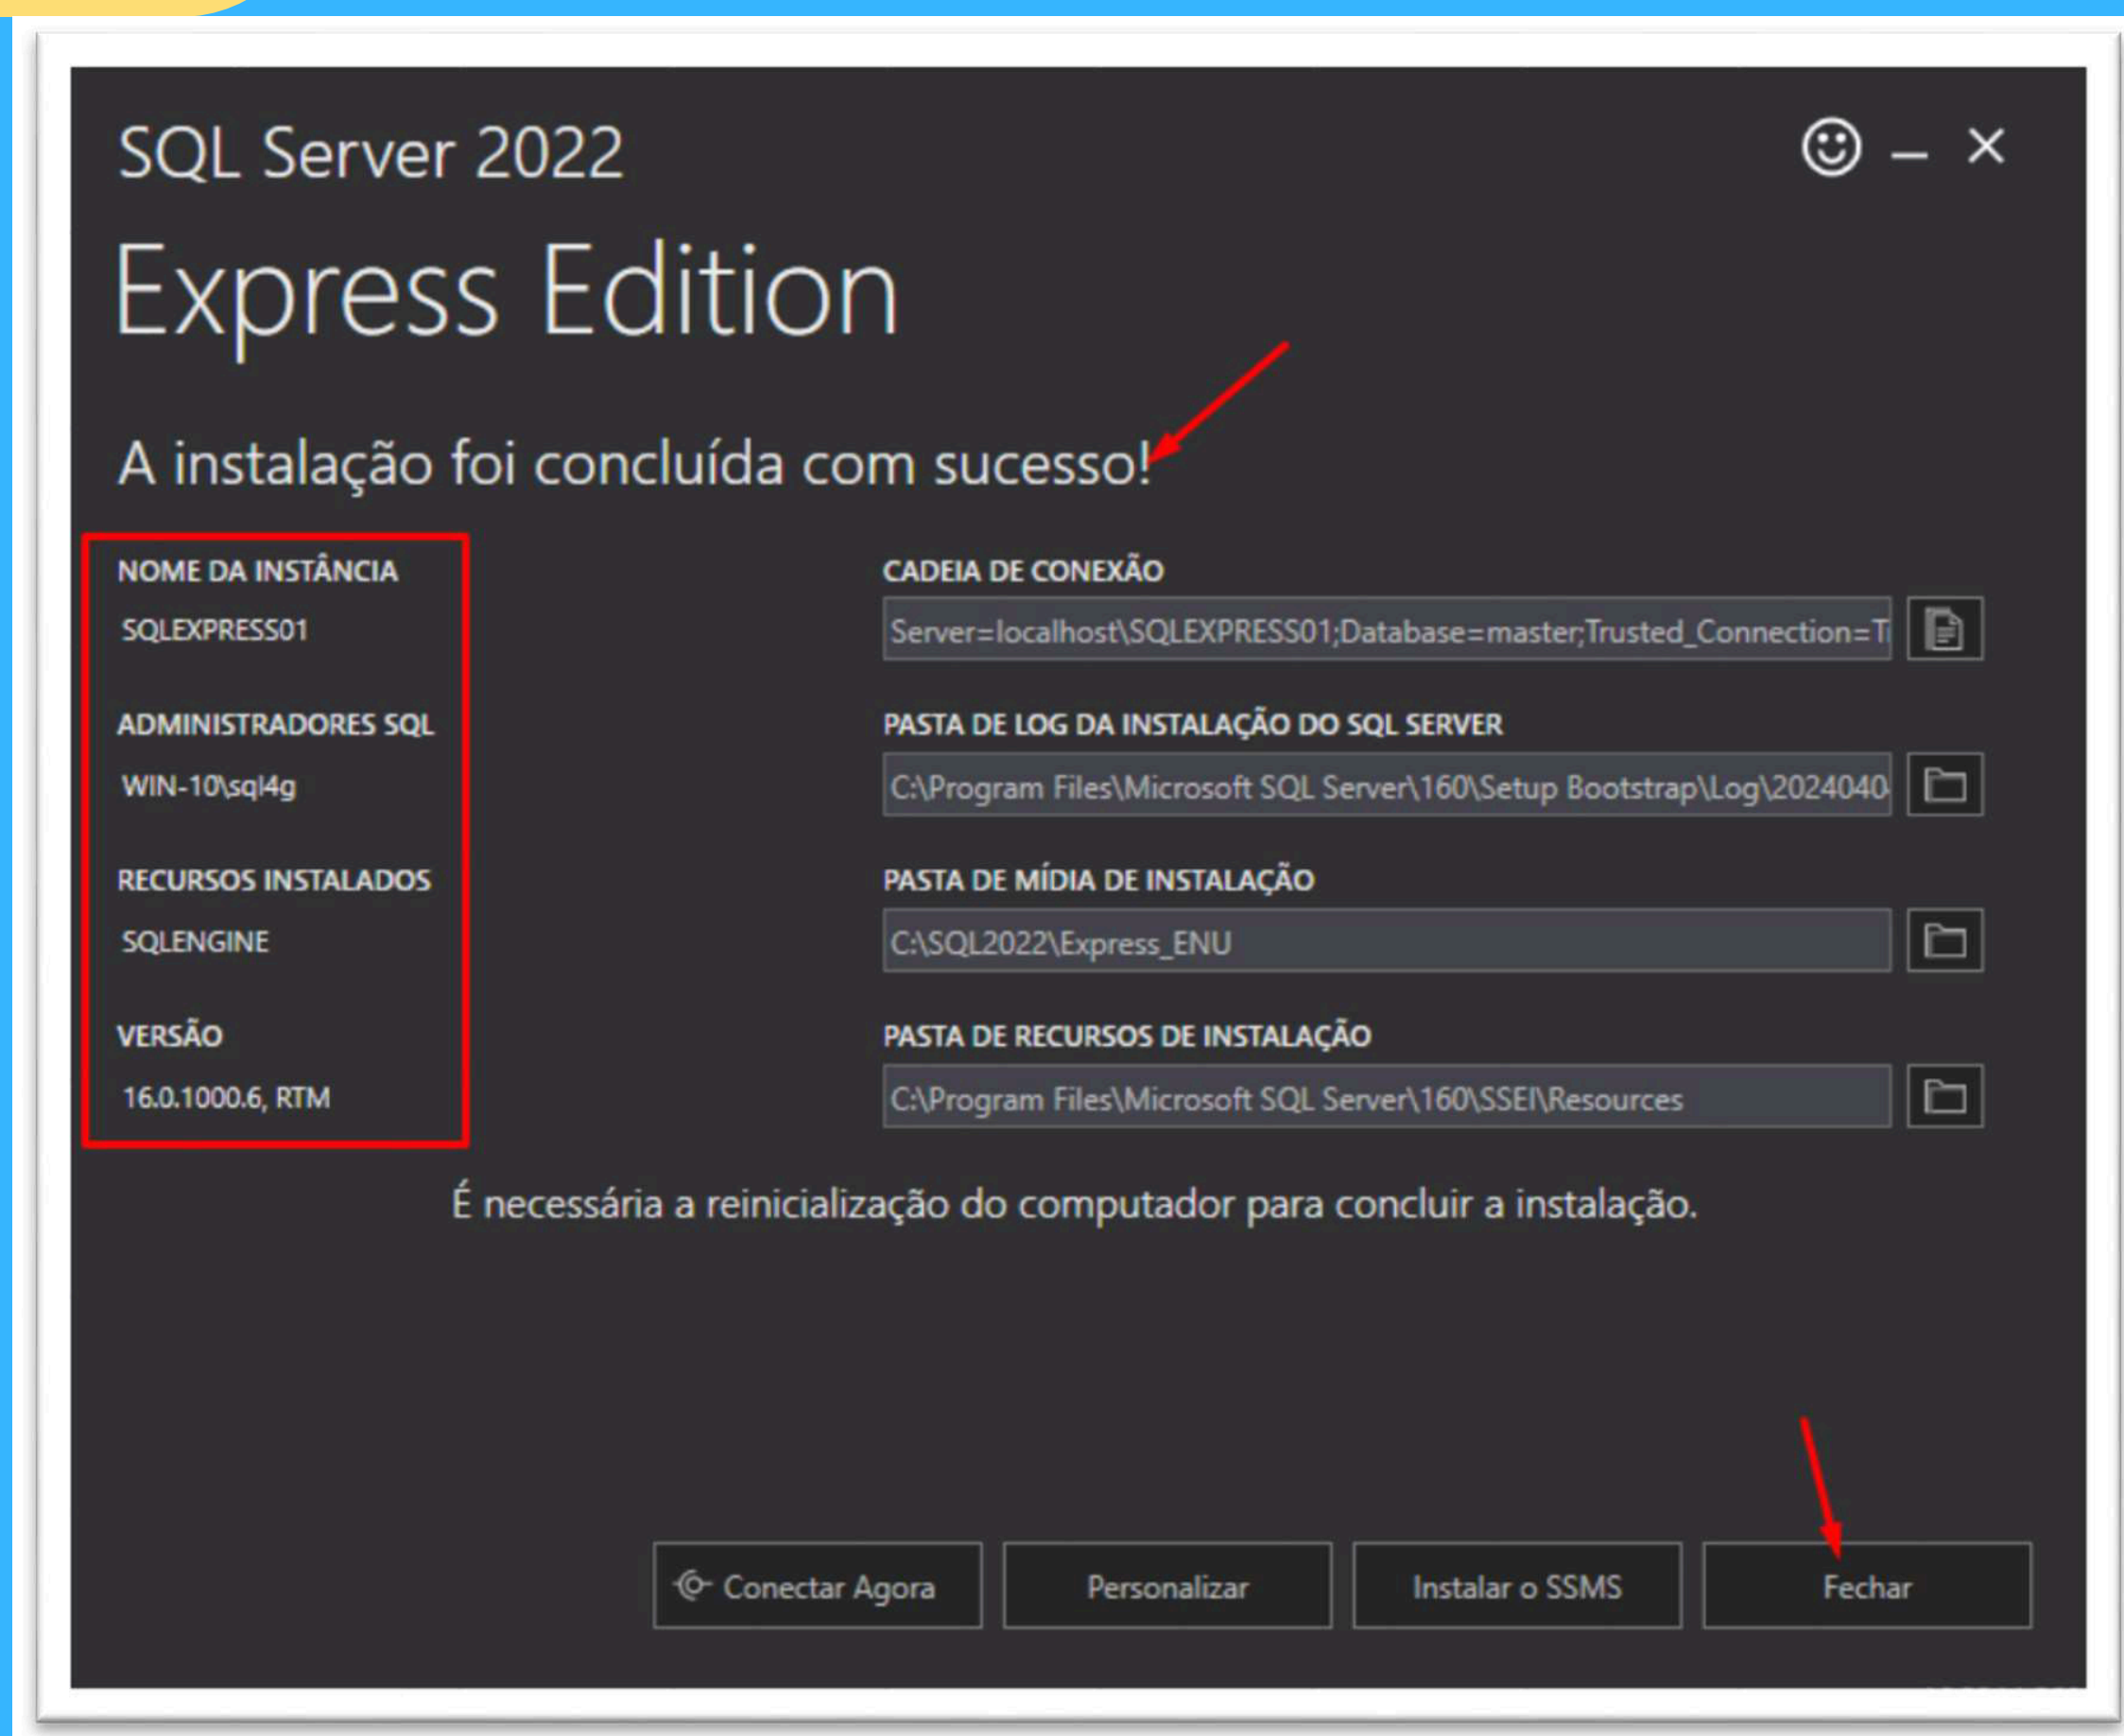 SQL Server 2022
Express Edition
A instalação foi concluída com sucesso!
NOME DA INSTÂNCIA
SQLEXPRESS01
ADMINISTRADORES SQL
WIN-10\sql4g
RECURSOS INSTALADOS
SQLENGINE
VERSÃO
16.0.1000.6, RTM
CADEIA DE CONEXÃO
Server=localhost\SQLEXPRESS01;Database=master;Trusted_Connection=T
PASTA DE LOG DA INSTALAÇÃO DO SQL SERVER
C:\Program Files\Microsoft SQL Server\160\Setup Bootstrap\Log\2024040
PASTA DE MÍDIA DE INSTALAÇÃO
C:\SQL2022\Express_ENU
PASTA DE RECURSOS DE INSTALAÇÃO
C:\Program Files\Microsoft SQL Server\160\SSEI\Resources
É necessária a reinicialização do computador para concluir a instalação.
Conectar Agora
Personalizar
Instalar o SSMS
Fechar